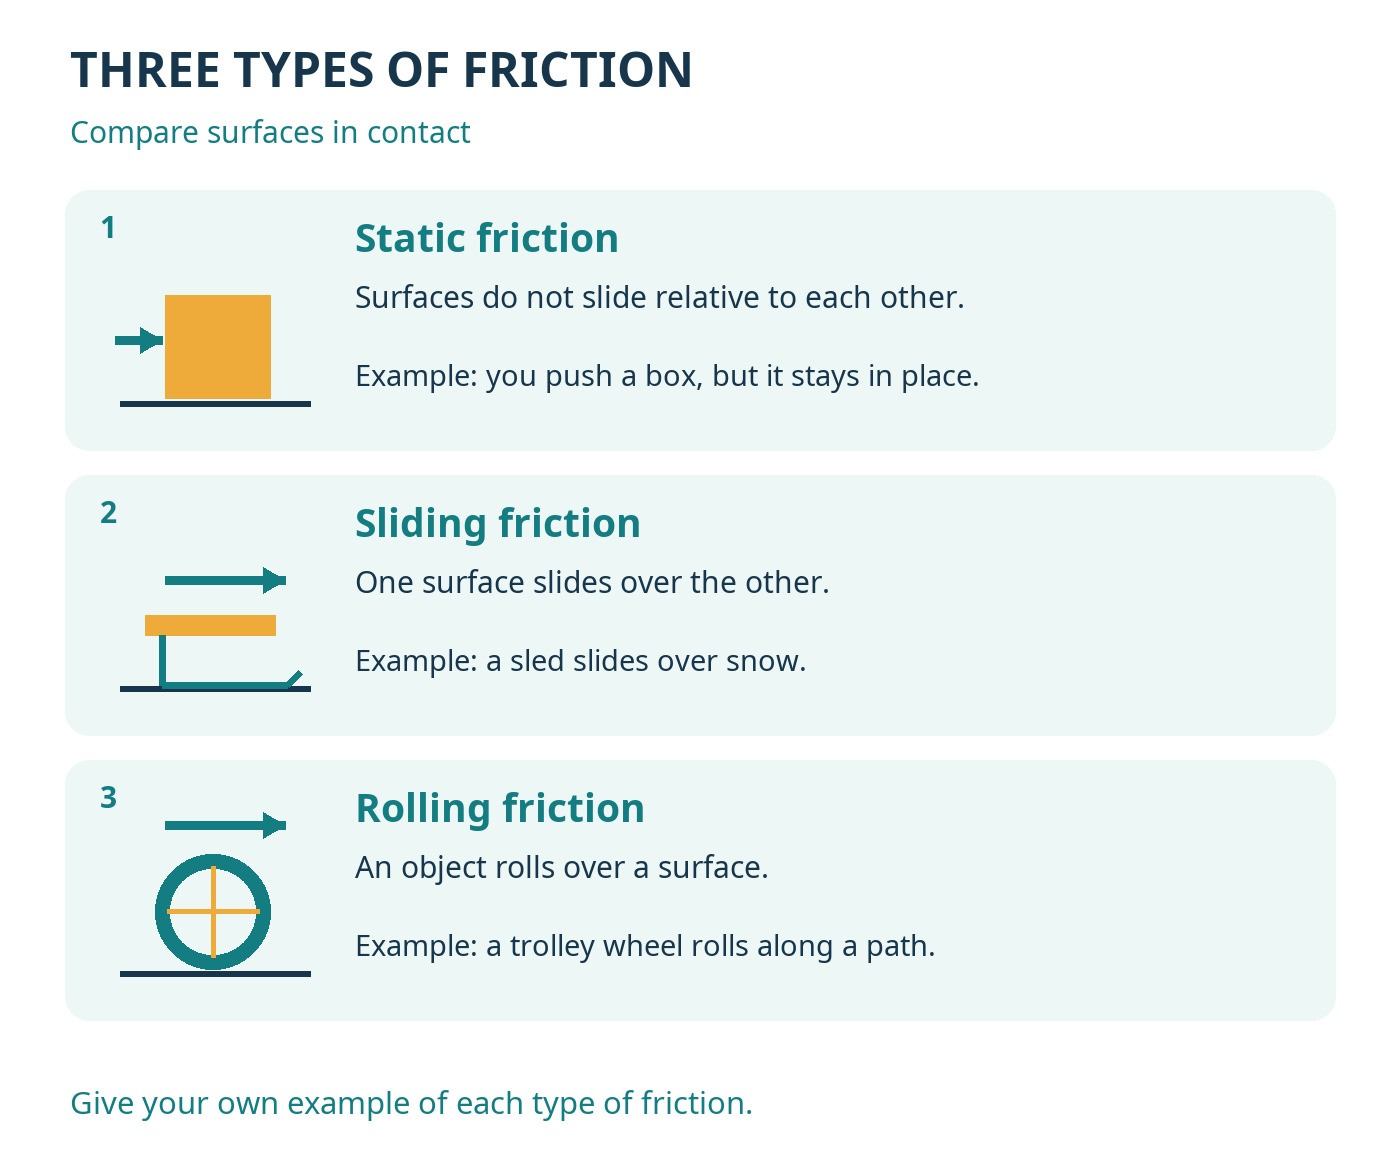 THREE TYPES OF FRICTION
Compare surfaces in contact
1
Static friction
Surfaces do not slide relative to each other.
Example: you push a box, but it stays in place.
2
Sliding friction
One surface slides over the other.
Example: a sled slides over snow.
3
Rolling friction
An object rolls over a surface.
Example: a trolley wheel rolls along a path.
Give your own example of each type of friction.